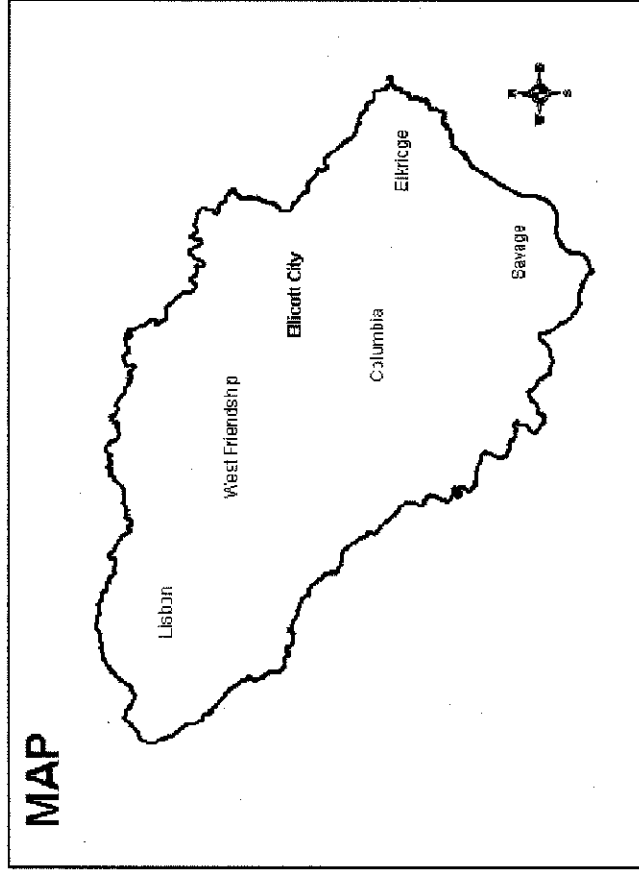 MAP
Lisbon
West Friendship
Ellicott City
Columbia
Elkridge
Savage
N
W E
S